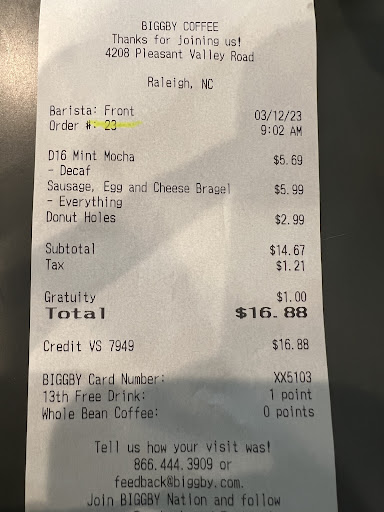 BIGGBY COFFEE
Thanks for joining us!
4208 Pleasant Valley Road
Raleigh, NC
Barista: Front 03/12/23
Order #: 23 9:02 AM
D16 Mint Mocha $5.69
- Decaf
Sausage, Egg and Cheese Bragel $5.99
- Everything
Donut Holes $2.99
Subtotal $14.67
Tax $1.21
Gratuity $1.00
Total $16.88
Credit VS 7949 $16.88
BIGGBY Card Number: XX5103
13th Free Drink: 1 point
Whole Bean Coffee: 0 points
Tell us how your visit was!
866.444.3909 or
feedback@biggby.com.
Join BIGGBY Nation and follow